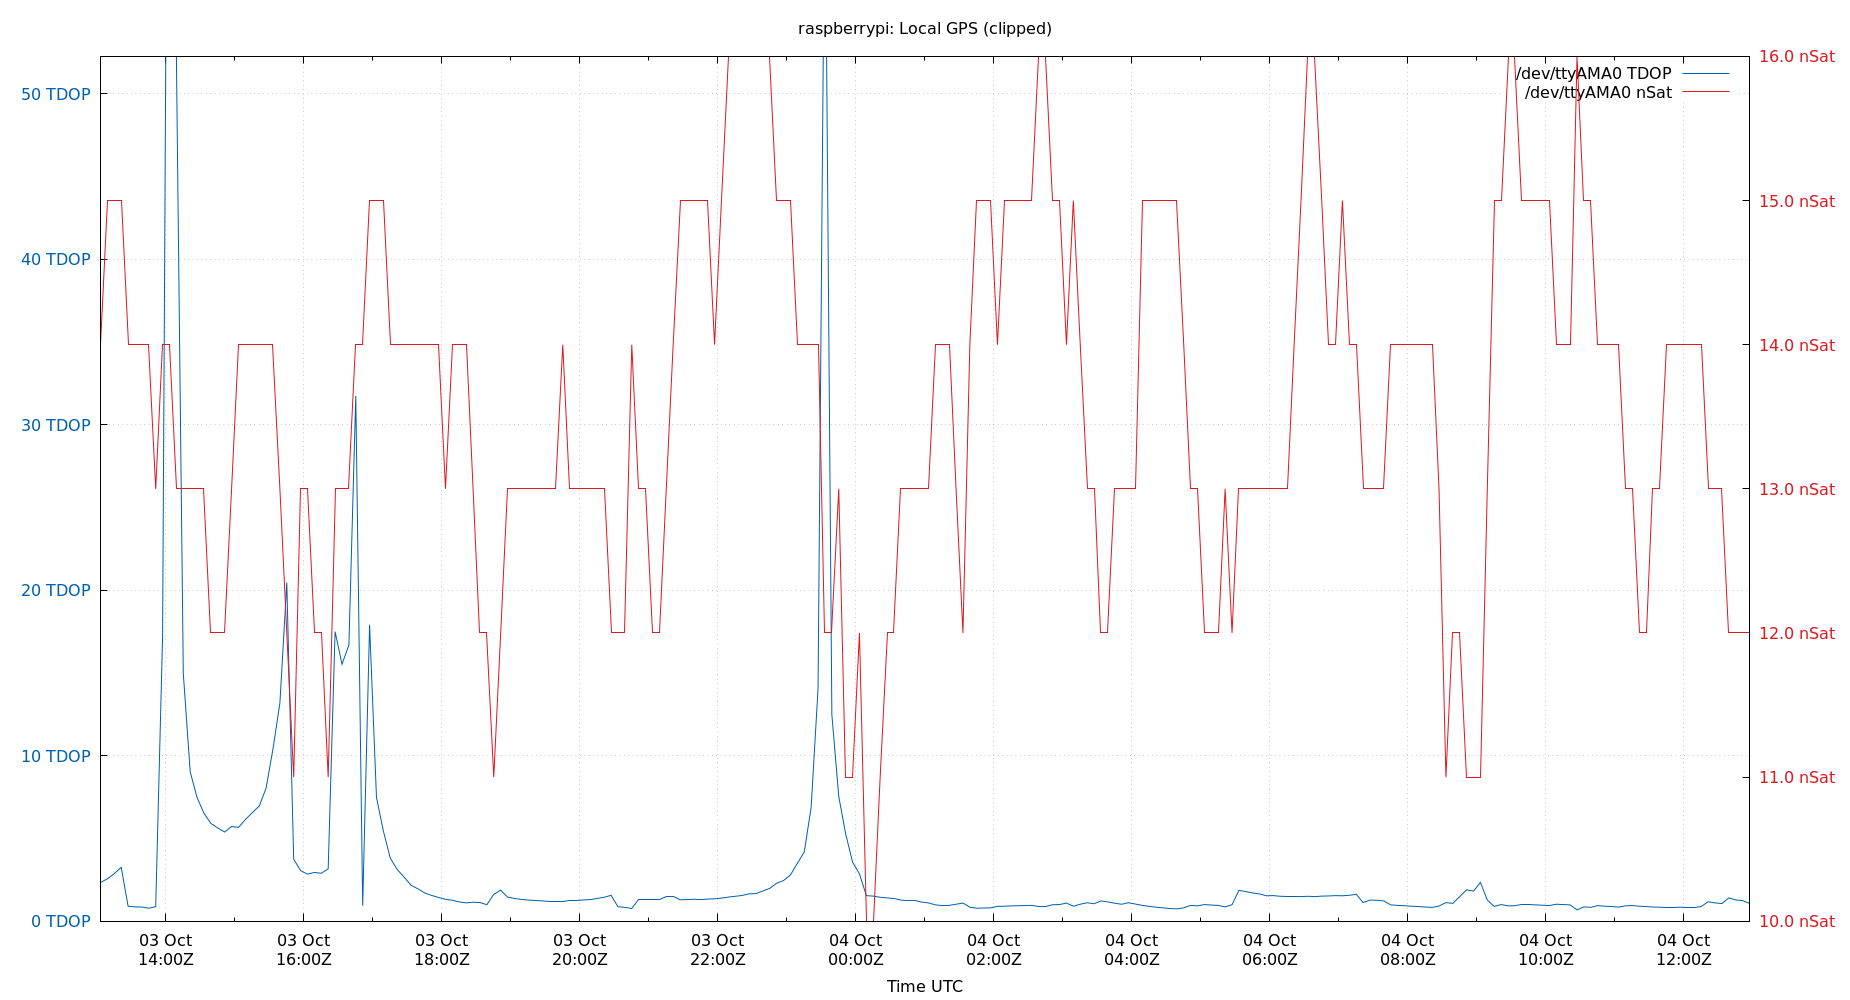 raspberrypi: Local GPS (clipped)
/dev/ttyAMA0 TDOP
/dev/ttyAMA0 nSat
50 TDOP
40 TDOP
30 TDOP
20 TDOP
10 TDOP
0 TDOP
16.0 nSat
15.0 nSat
14.0 nSat
13.0 nSat
12.0 nSat
11.0 nSat
10.0 nSat
03 Oct 03 Oct 03 Oct 03 Oct 03 Oct 04 Oct 04 Oct 04 Oct 04 Oct 04 Oct 04 Oct 04 Oct
14:00Z 16:00Z 18:00Z 20:00Z 22:00Z 00:00Z 02:00Z 04:00Z 06:00Z 08:00Z 10:00Z 12:00Z
Time UTC